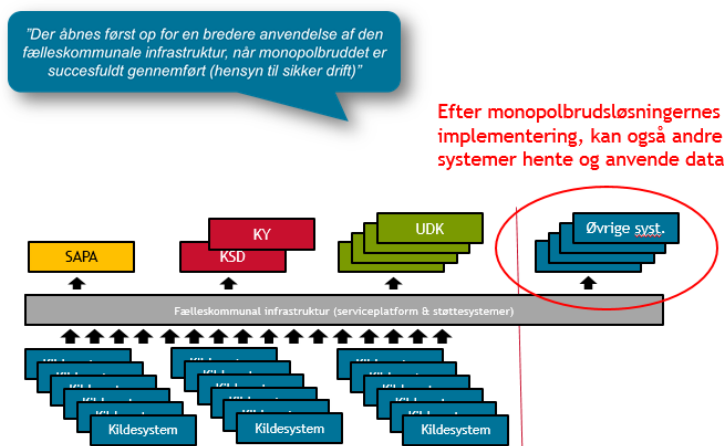 "Der åbnes først op for en bredere anvendelse af den
fælleskommunale infrastruktur, når monopolbruddet er
succesfuldt gennemført (hensyn til sikker drift)"
Efter monopolbrudsløsningernes
implementering, kan også andre
systemer hente og anvende data
SAPA
KY
KSD
UDK
Øvrige syst.
Fælleskommunal infrastruktur (serviceplatform & støttesystemer)
Kildesystem
Kildesystem
Kildesystem